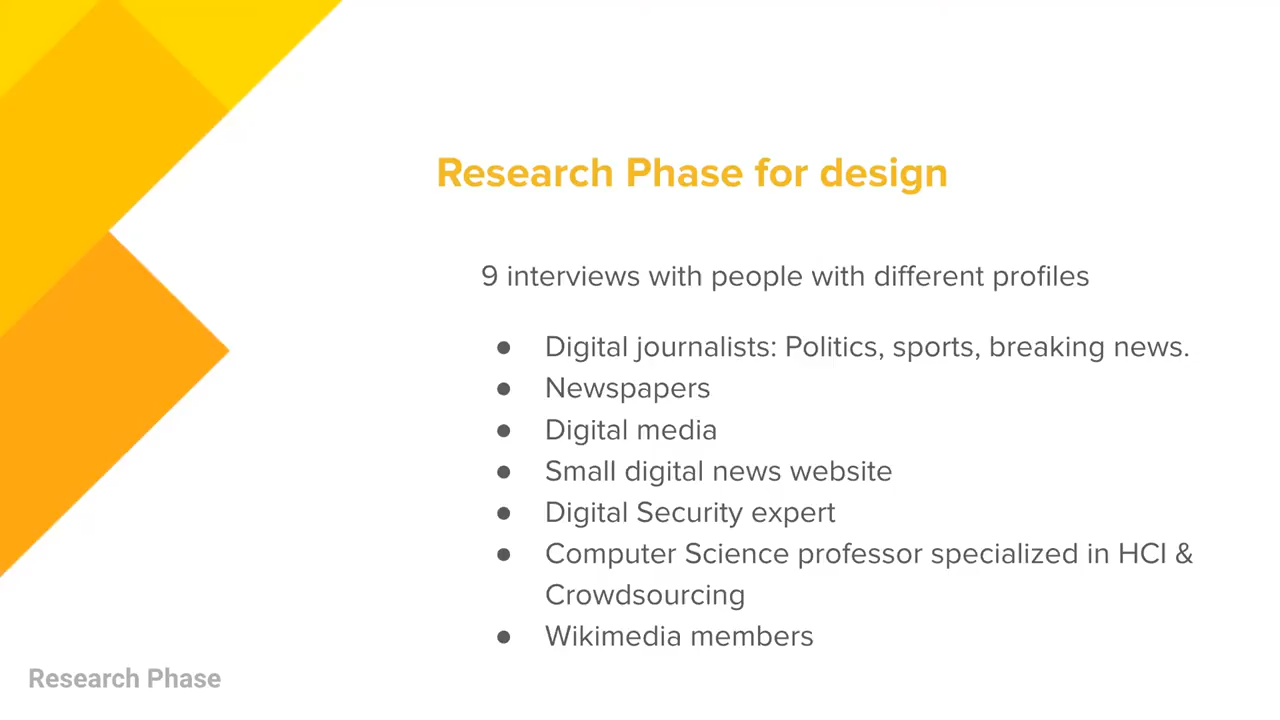 Research Phase for design
9 interviews with people with different profiles
● Digital journalists: Politics, sports, breaking news.
● Newspapers
● Digital media
● Small digital news website
● Digital Security expert
● Computer Science professor specialized in HCI &
Crowdsourcing
● Wikimedia members
Research Phase